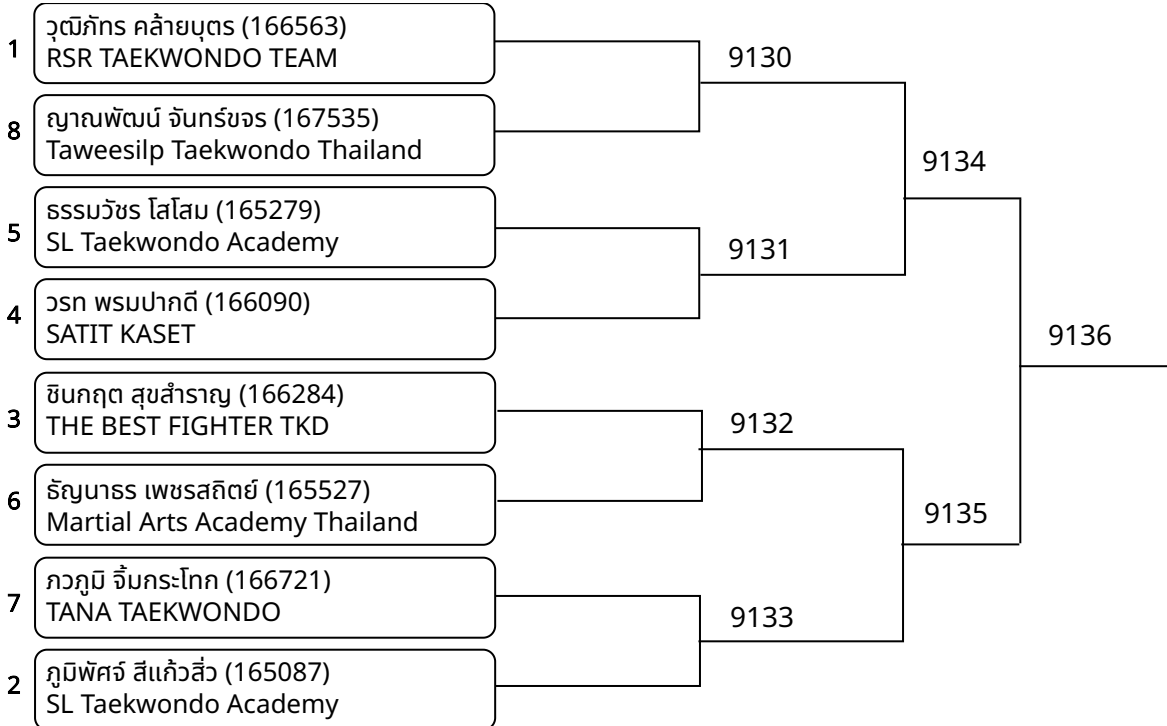 1
วุฒิภัทร คล้ายบุตร (166563)
RSR TAEKWONDO TEAM
8
ญาณพัฒน์ จันทร์ขจร (167535)
Taweesilp Taekwondo Thailand
5
ธรรมวัชร โสโสม (165279)
SL Taekwondo Academy
4
วรท พรมปากดี (166090)
SATIT KASET
3
ชินกฤต สุขสำราญ (166284)
THE BEST FIGHTER TKD
6
ธัญนาธร เพชรสถิตย์ (165527)
Martial Arts Academy Thailand
7
ภวภูมิ จิ้มกระโทก (166721)
TANA TAEKWONDO
2
ภูมิพัศจ์ สีแก้วสิ่ว (165087)
SL Taekwondo Academy
9130
9131
9132
9133
9134
9135
9136